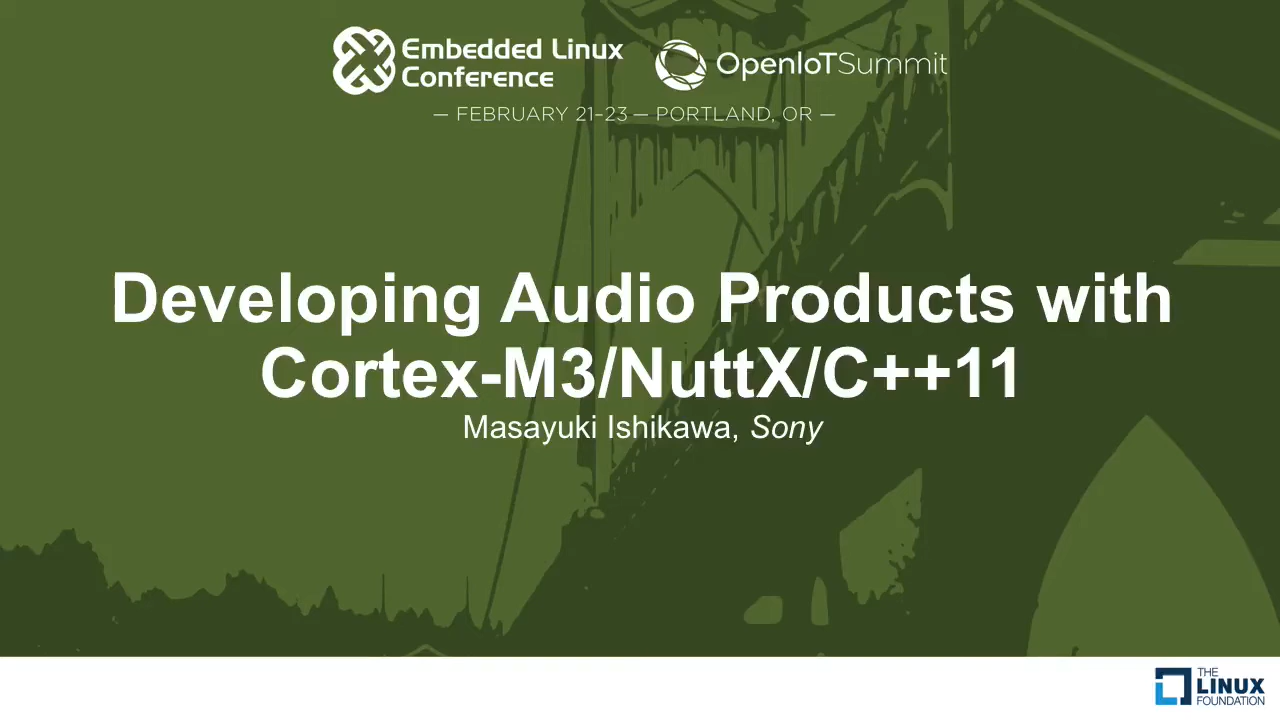 Embedded Linux
Conference
OpenIoTSummit
— FEBRUARY 21–23 — PORTLAND, OR —
Developing Audio Products with
Cortex-M3/NuttX/C++11
Masayuki Ishikawa, Sony
THE
LINUX
FOUNDATION